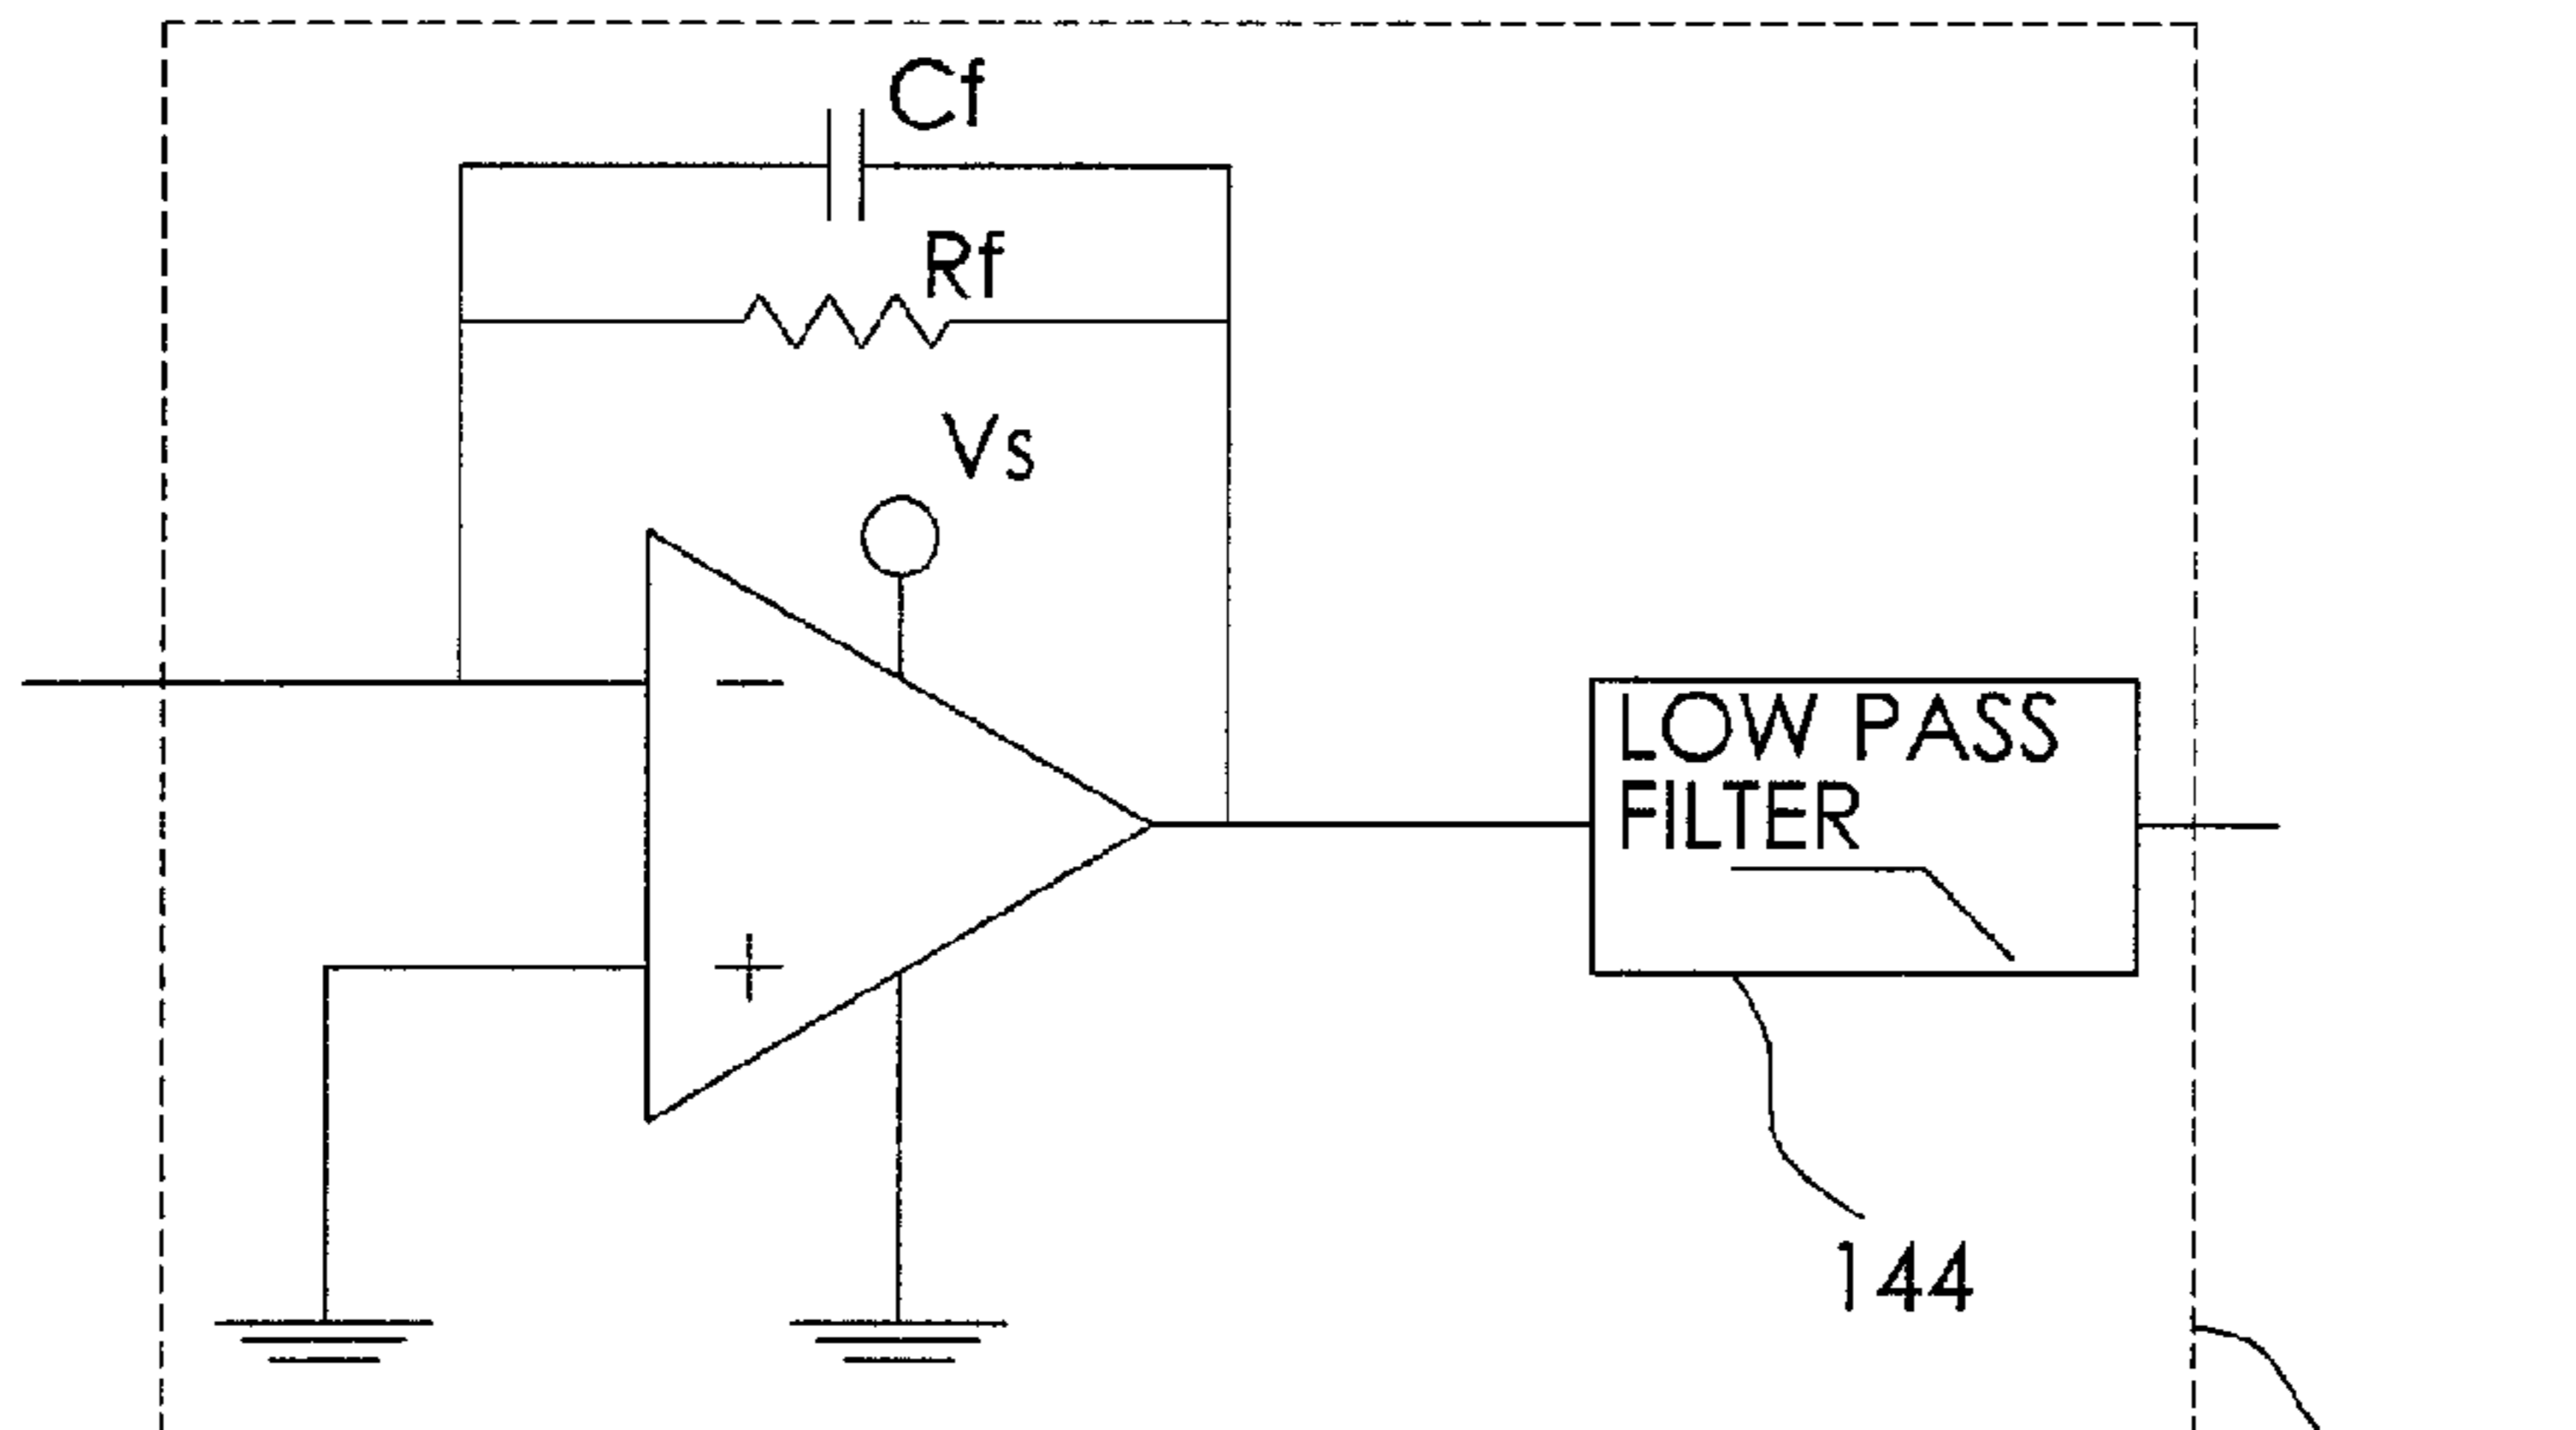 Cf
Rf
Vs
−
+
LOW PASS
FILTER
144